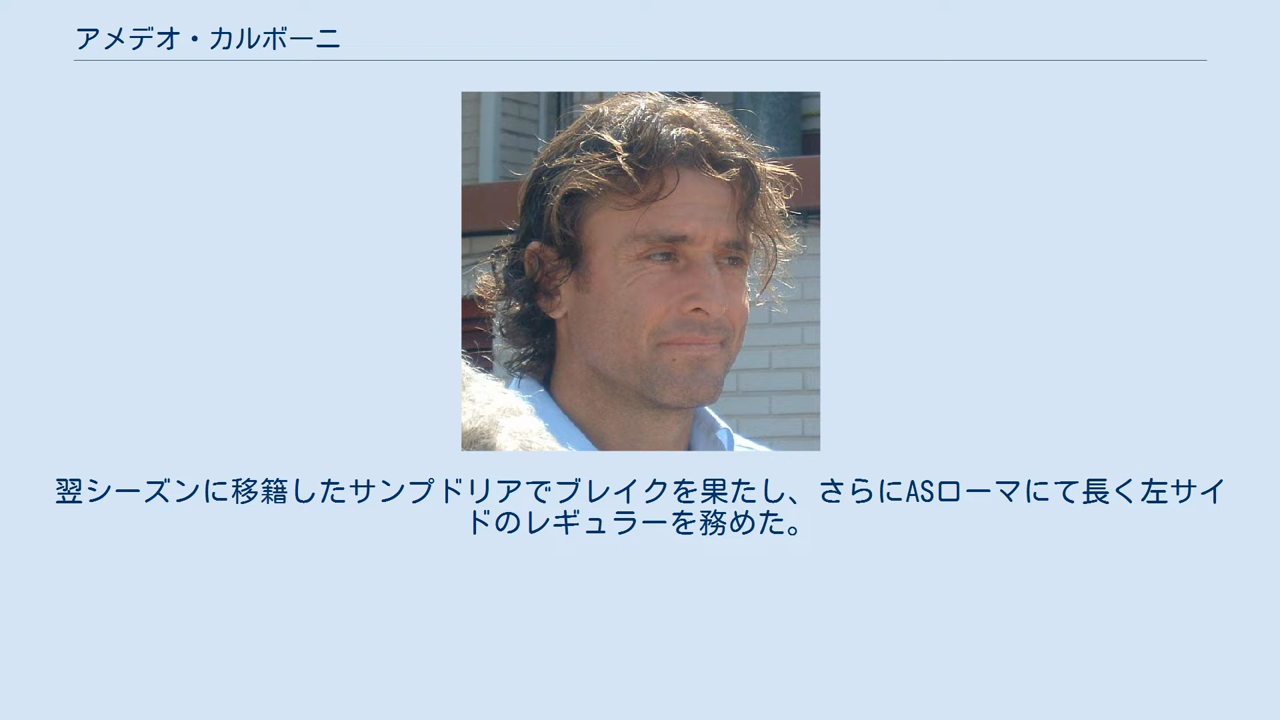 アメデオ・カルボーニ
翌シーズンに移籍したサンプドリアでブレイクを果たし、さらにASローマにて長く左サイ
ドのレギュラーを務めた。